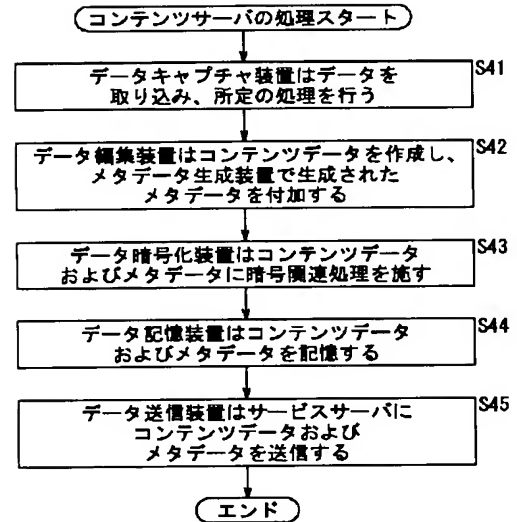 コンテンツサーバの処理スタート
データキャプチャ装置はデータを
取り込み、所定の処理を行う
S41
データ編集装置はコンテンツデータを作成し、
メタデータ生成装置で生成された
メタデータを付加する
S42
データ暗号化装置はコンテンツデータ
およびメタデータに暗号関連処理を施す
S43
データ記憶装置はコンテンツデータ
およびメタデータを記憶する
S44
データ送信装置はサービスサーバに
コンテンツデータおよび
メタデータを送信する
S45
エンド